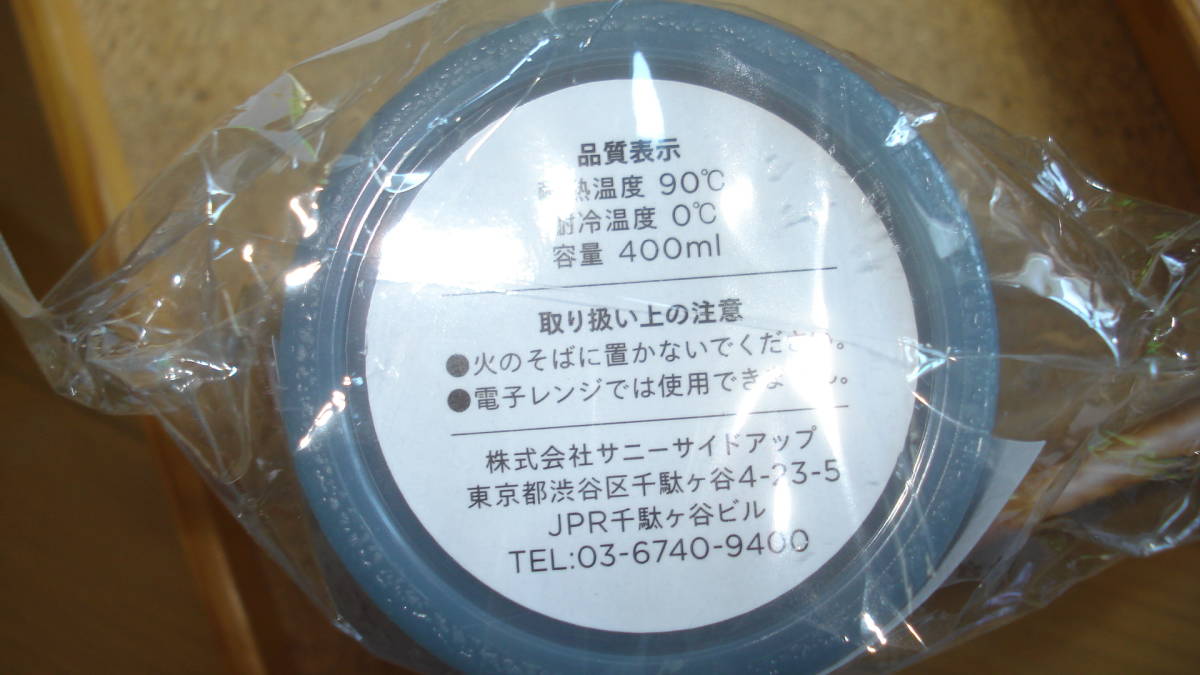 品質表示
耐熱温度 90℃
耐冷温度 0℃
容量 400ml
取り扱い上の注意
●火のそばに置かないでください。
●電子レンジでは使用できません。
株式会社サニーサイドアップ
東京都渋谷区千駄ヶ谷4-23-5
JPR千駄ヶ谷ビル
TEL:03-6740-9400